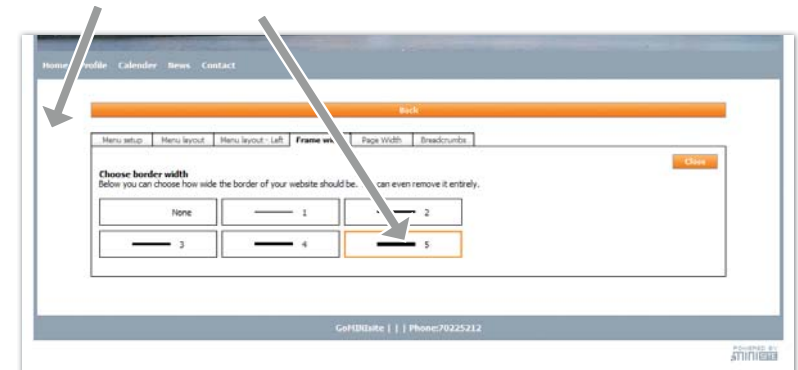 Home Profile Calender News Contact
Back
Menu setup Menu layout Menu layout - Left Frame Page Width Breadcrumbs
Close
Choose border width
Below you can choose how wide the border of your website should be. can even remove it entirely.
None 1 2
3 4 5
GoMINIsite | | | Phone:70225212
POWERED BY
MINISITE